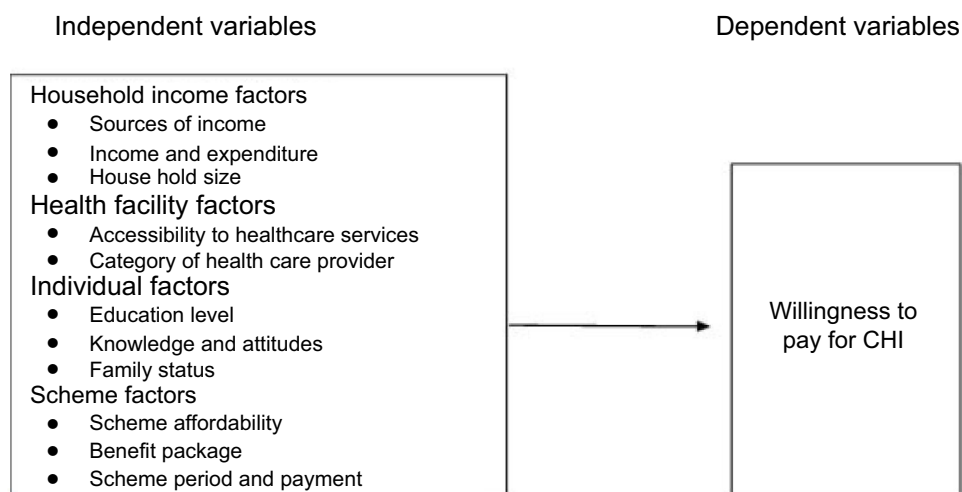 Independent variables
Dependent variables
Household income factors
● Sources of income
● Income and expenditure
● House hold size
Health facility factors
● Accessibility to healthcare services
● Category of health care provider
Individual factors
● Education level
● Knowledge and attitudes
● Family status
Scheme factors
● Scheme affordability
● Benefit package
● Scheme period and payment
Willingness to
pay for CHI